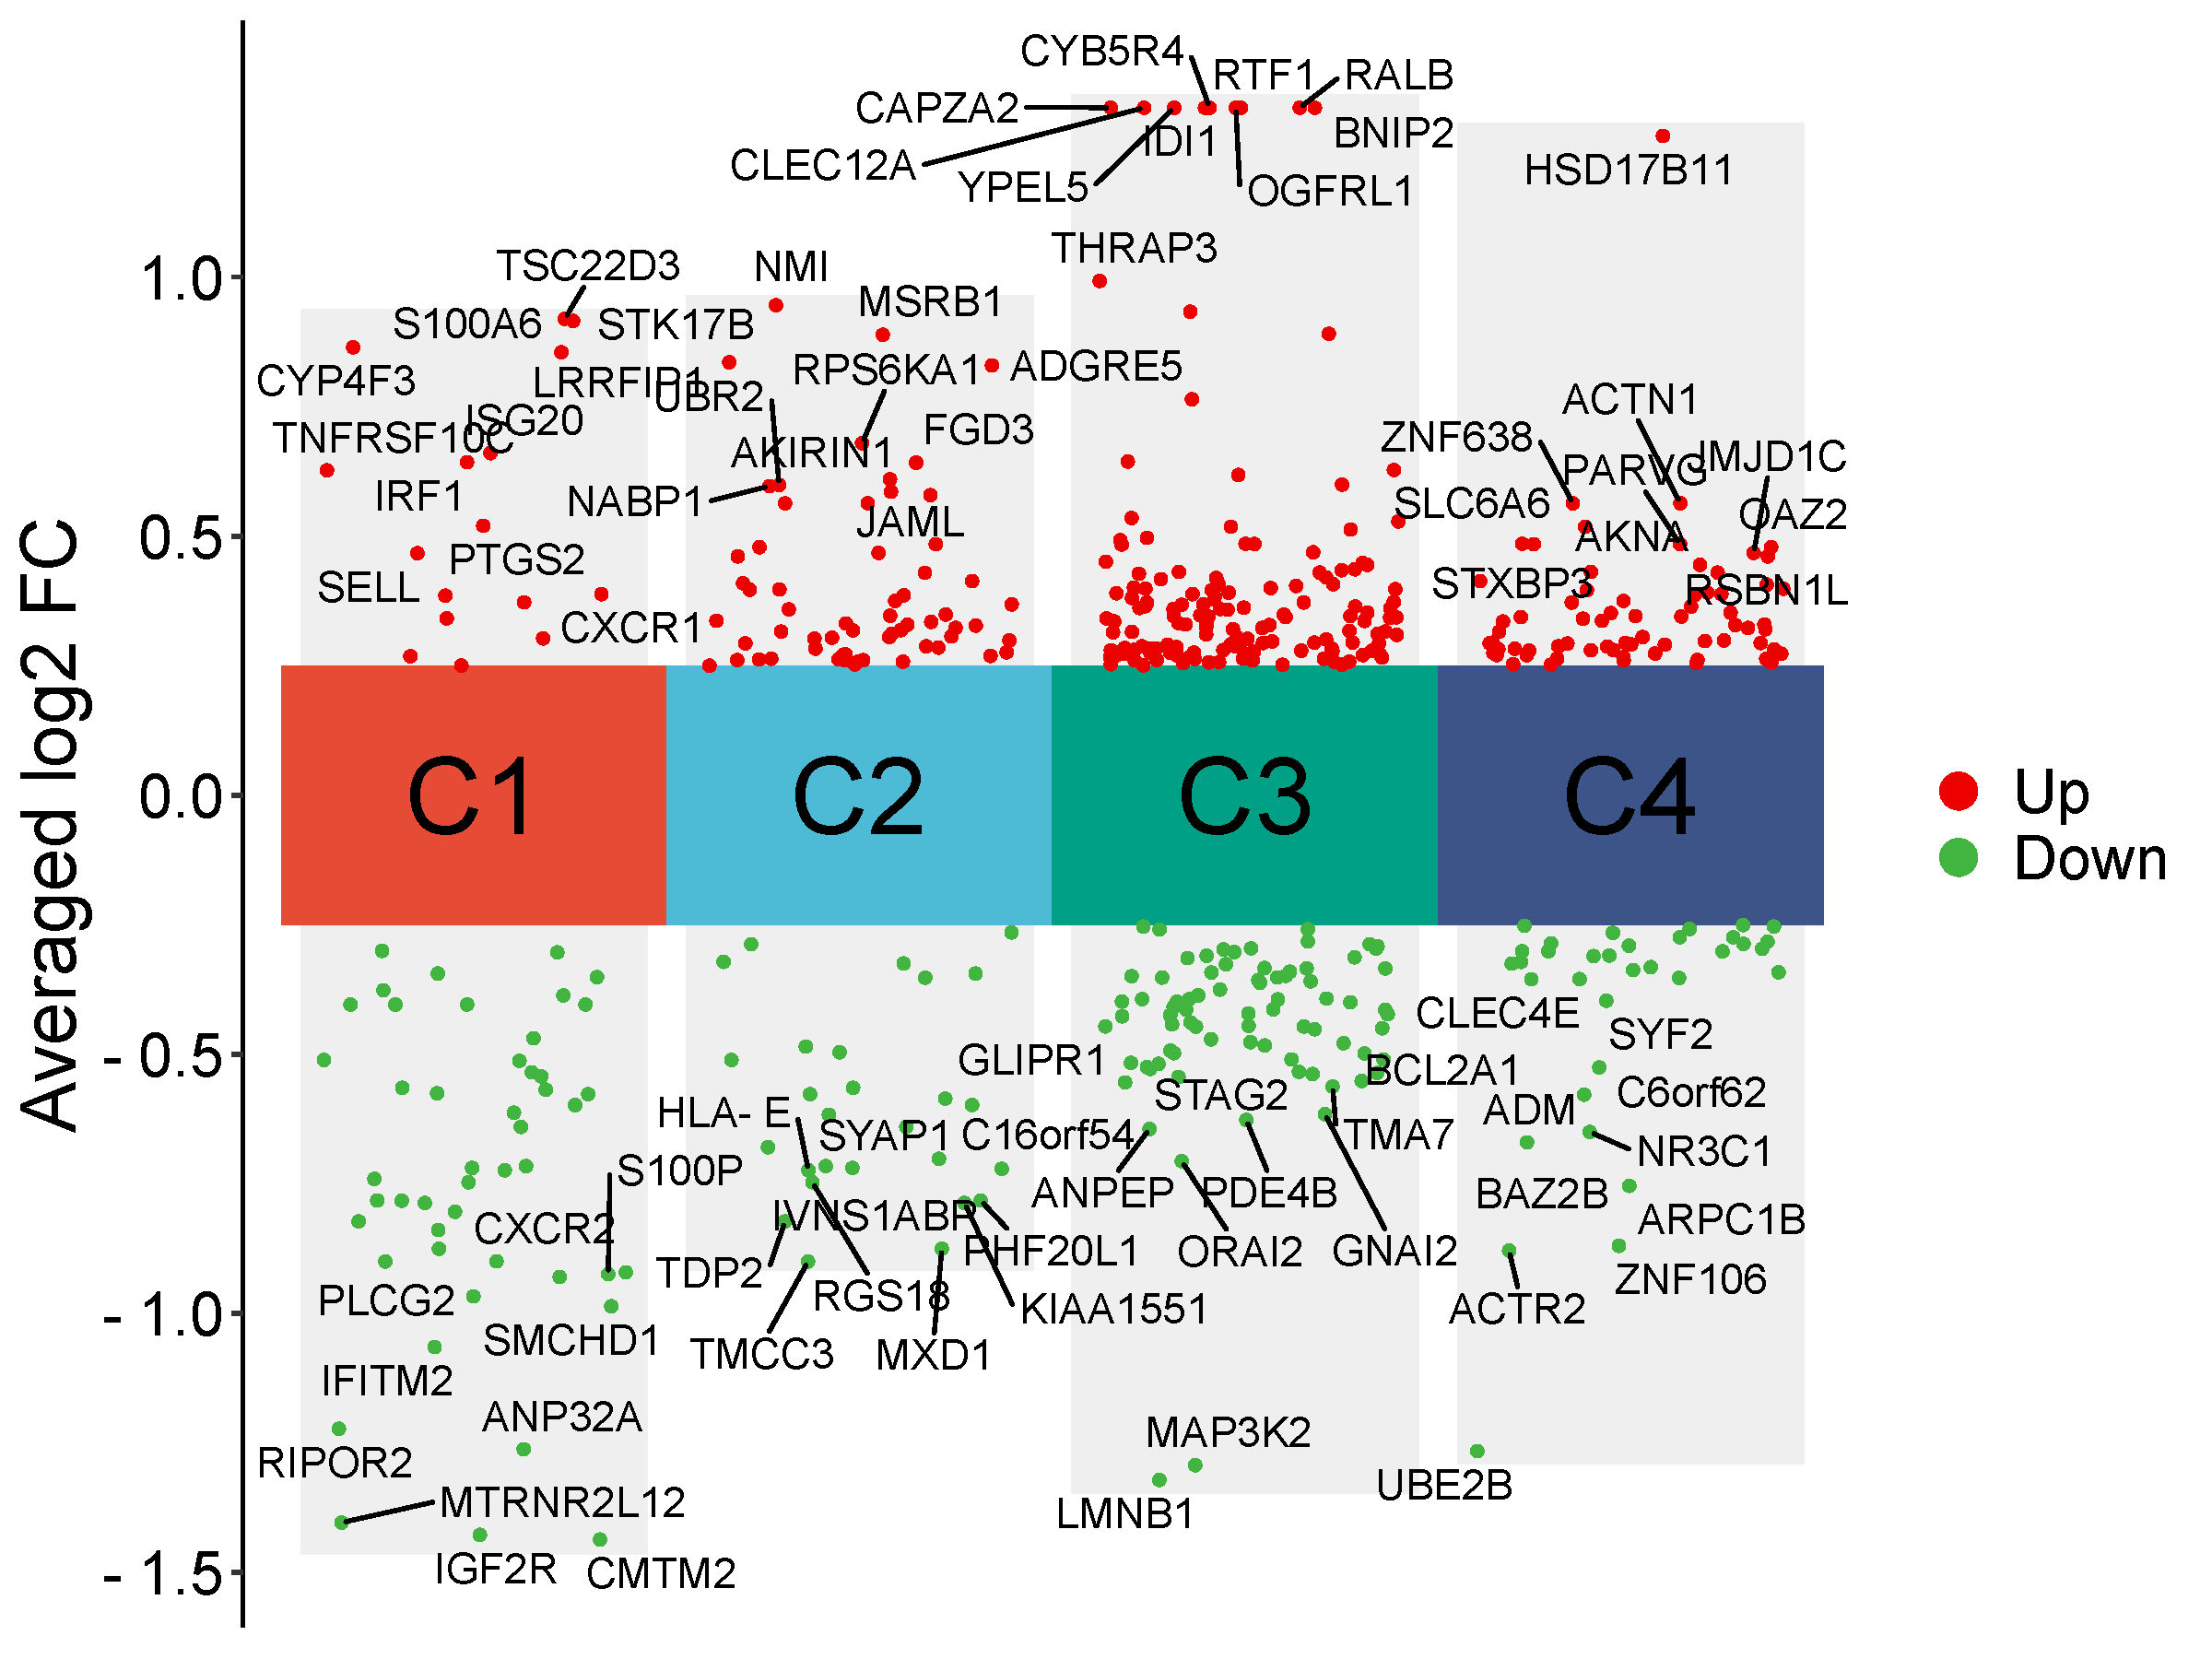 Averaged log2 FC
1.0
0.5
0.0
- 0.5
- 1.0
- 1.5
CYB5R4
RTF1
RALB
CAPZA2
BNIP2
IDI1
CLEC12A
YPEL5
OGFRL1
HSD17B11
THRAP3
TSC22D3
NMI
S100A6
STK17B
MSRB1
CYP4F3
LRRFIP1
UBR2
RPS6KA1
ADGRE5
TNFRSF10C
ISG20
AKIRIN1
FGD3
ACTN1
ZNF638
PARVG
JMJD1C
IRF1
NABP1
JAML
SLC6A6
AKNA
OAZ2
SELL
PTGS2
CXCR1
STXBP3
RSBN1L
C1
C2
C3
C4
Up
Down
CLEC4E
SYF2
GLIPR1
BCL2A1
STAG2
C6orf62
HLA- E
SYAP1
C16orf54
TMA7
ADM
NR3C1
S100P
ANPEP
PDE4B
BAZ2B
CXCR2
IVNS1ABP
ARPC1B
TDP2
PHF20L1
ORAI2
GNAI2
ZNF106
PLCG2
RGS18
KIAA1551
ACTR2
SMCHD1
TMCC3
MXD1
IFITM2
ANP32A
MAP3K2
RIPOR2
UBE2B
MTRNR2L12
LMNB1
IGF2R
CMTM2